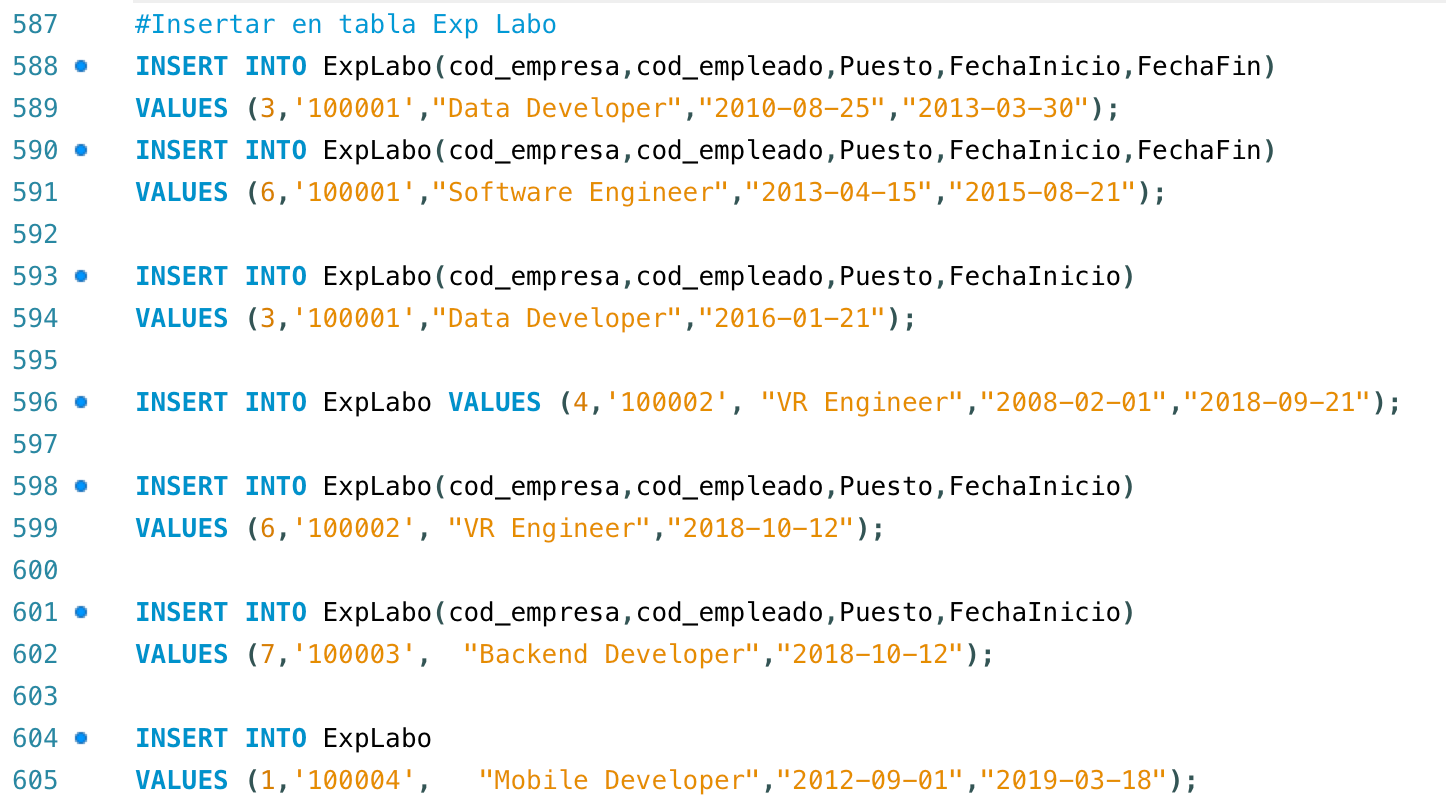 587 #Insertar en tabla Exp Labo
588 INSERT INTO ExpLabo(cod_empresa,cod_empleado,Puesto,FechaInicio,FechaFin)
589 VALUES (3,'100001',"Data Developer","2010-08-25","2013-03-30");
590 INSERT INTO ExpLabo(cod_empresa,cod_empleado,Puesto,FechaInicio,FechaFin)
591 VALUES (6,'100001',"Software Engineer","2013-04-15","2015-08-21");
592
593 INSERT INTO ExpLabo(cod_empresa,cod_empleado,Puesto,FechaInicio)
594 VALUES (3,'100001',"Data Developer","2016-01-21");
595
596 INSERT INTO ExpLabo VALUES (4,'100002', "VR Engineer","2008-02-01","2018-09-21");
597
598 INSERT INTO ExpLabo(cod_empresa,cod_empleado,Puesto,FechaInicio)
599 VALUES (6,'100002', "VR Engineer","2018-10-12");
600
601 INSERT INTO ExpLabo(cod_empresa,cod_empleado,Puesto,FechaInicio)
602 VALUES (7,'100003',  "Backend Developer","2018-10-12");
603
604 INSERT INTO ExpLabo
605 VALUES (1,'100004',   "Mobile Developer","2012-09-01","2019-03-18");